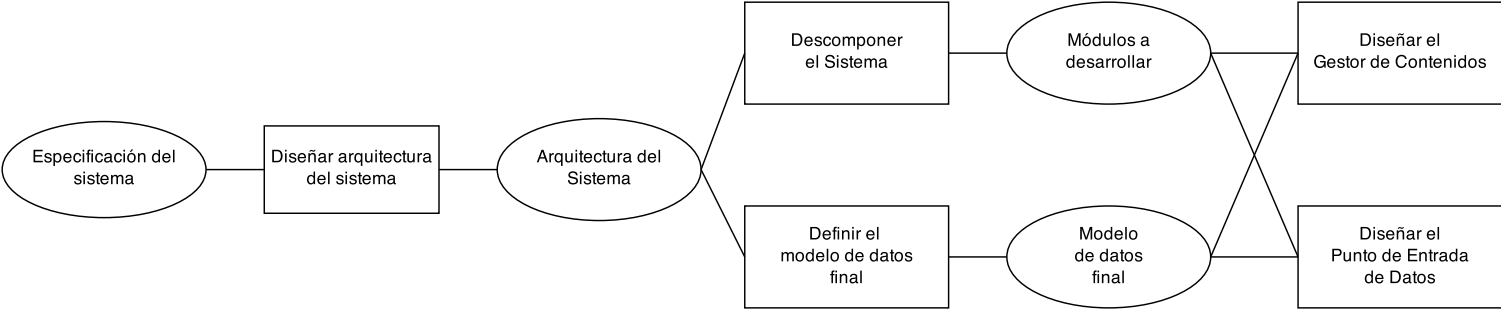 Especificación del
sistema
Diseñar arquitectura
del sistema
Arquitectura del
Sistema
Descomponer
el Sistema
Definir el
modelo de datos
final
Módulos a
desarrollar
Modelo
de datos
final
Diseñar el
Gestor de Contenidos
Diseñar el
Punto de Entrada
de Datos